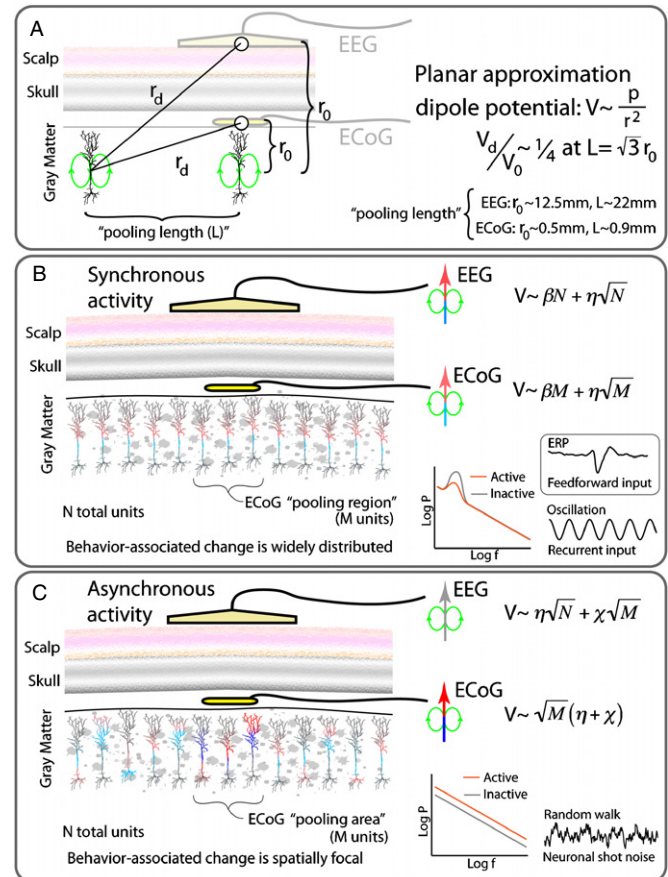 A
EEG
Scalp
Skull
Gray Matter
ECoG
r_d
r_d
r_0
r_0
"pooling length (L)"
Planar approximation
dipole potential: V~ p/r²
V_d/V_0 ~ 1/4 at L= √3 r_0
"pooling length"
EEG: r_0~12.5mm, L~22mm
ECoG: r_0~0.5mm, L~0.9mm
B
Synchronous
activity
Scalp
Skull
Gray Matter
EEG
V~ βN + η√N
ECoG
V~ βM + η√M
ECoG "pooling region"
(M units)
N total units
Behavior-associated change is widely distributed
Log P
Active
Inactive
Log f
ERP
Feedforward input
Oscillation
Recurrent input
C
Asynchronous
activity
Scalp
Skull
Gray Matter
EEG
V~ η√N + χ√M
ECoG
V~ √M(η + χ)
ECoG "pooling area"
(M units)
N total units
Behavior-associated change is spatially focal
Log P
Active
Inactive
Log f
Random walk
Neuronal shot noise